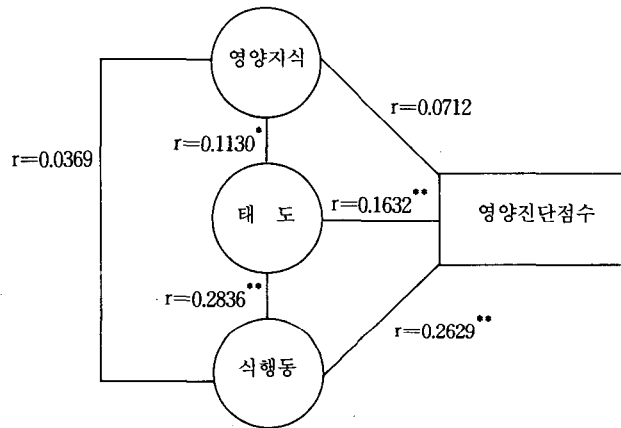 영양지식
r=0.0712
r=0.1130*
r=0.0369
r=0.1632**
태 도
영양진단점수
r=0.2836**
r=0.2629**
식행동